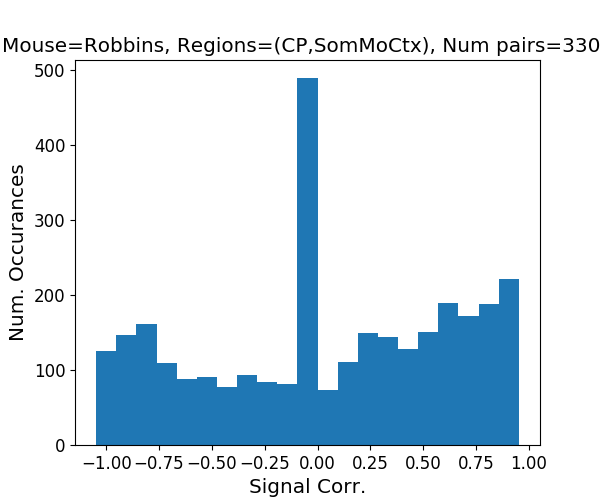 Mouse=Robbins, Regions=(CP,SomMoCtx), Num pairs=330
500
400
300
200
100
0
Num. Occurances
−1.00 −0.75 −0.50 −0.25 0.00 0.25 0.50 0.75 1.00
Signal Corr.